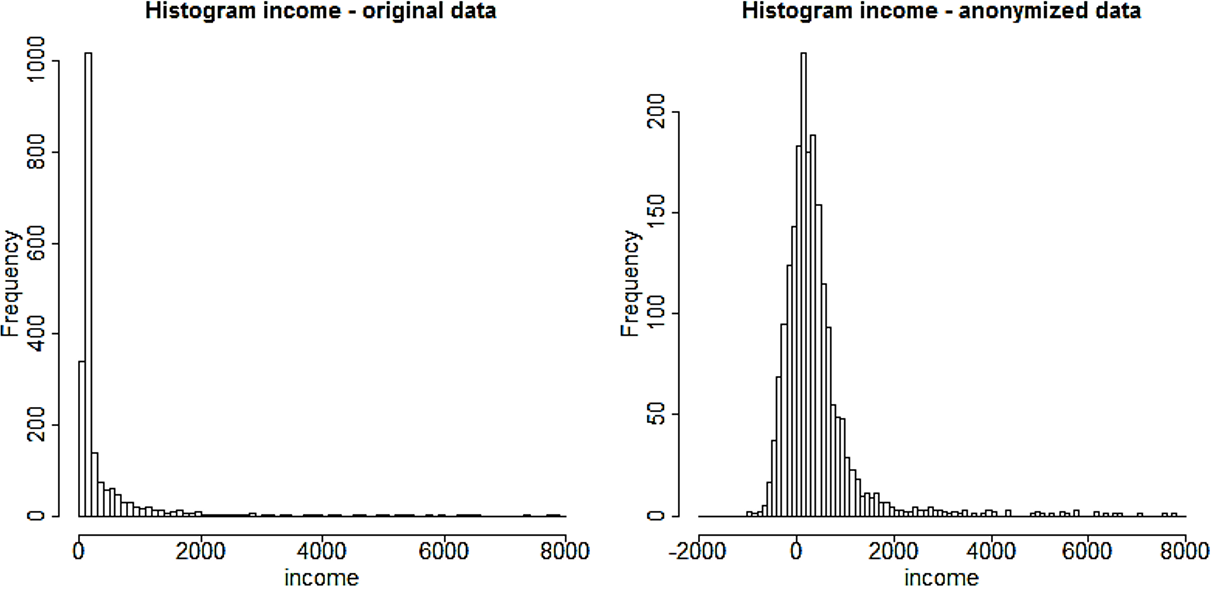 Histogram income - original data
Frequency
1000
800
600
400
200
0
0 2000 4000 6000 8000
income
Histogram income - anonymized data
Frequency
200
150
100
50
0
-2000 0 2000 4000 6000 8000
income